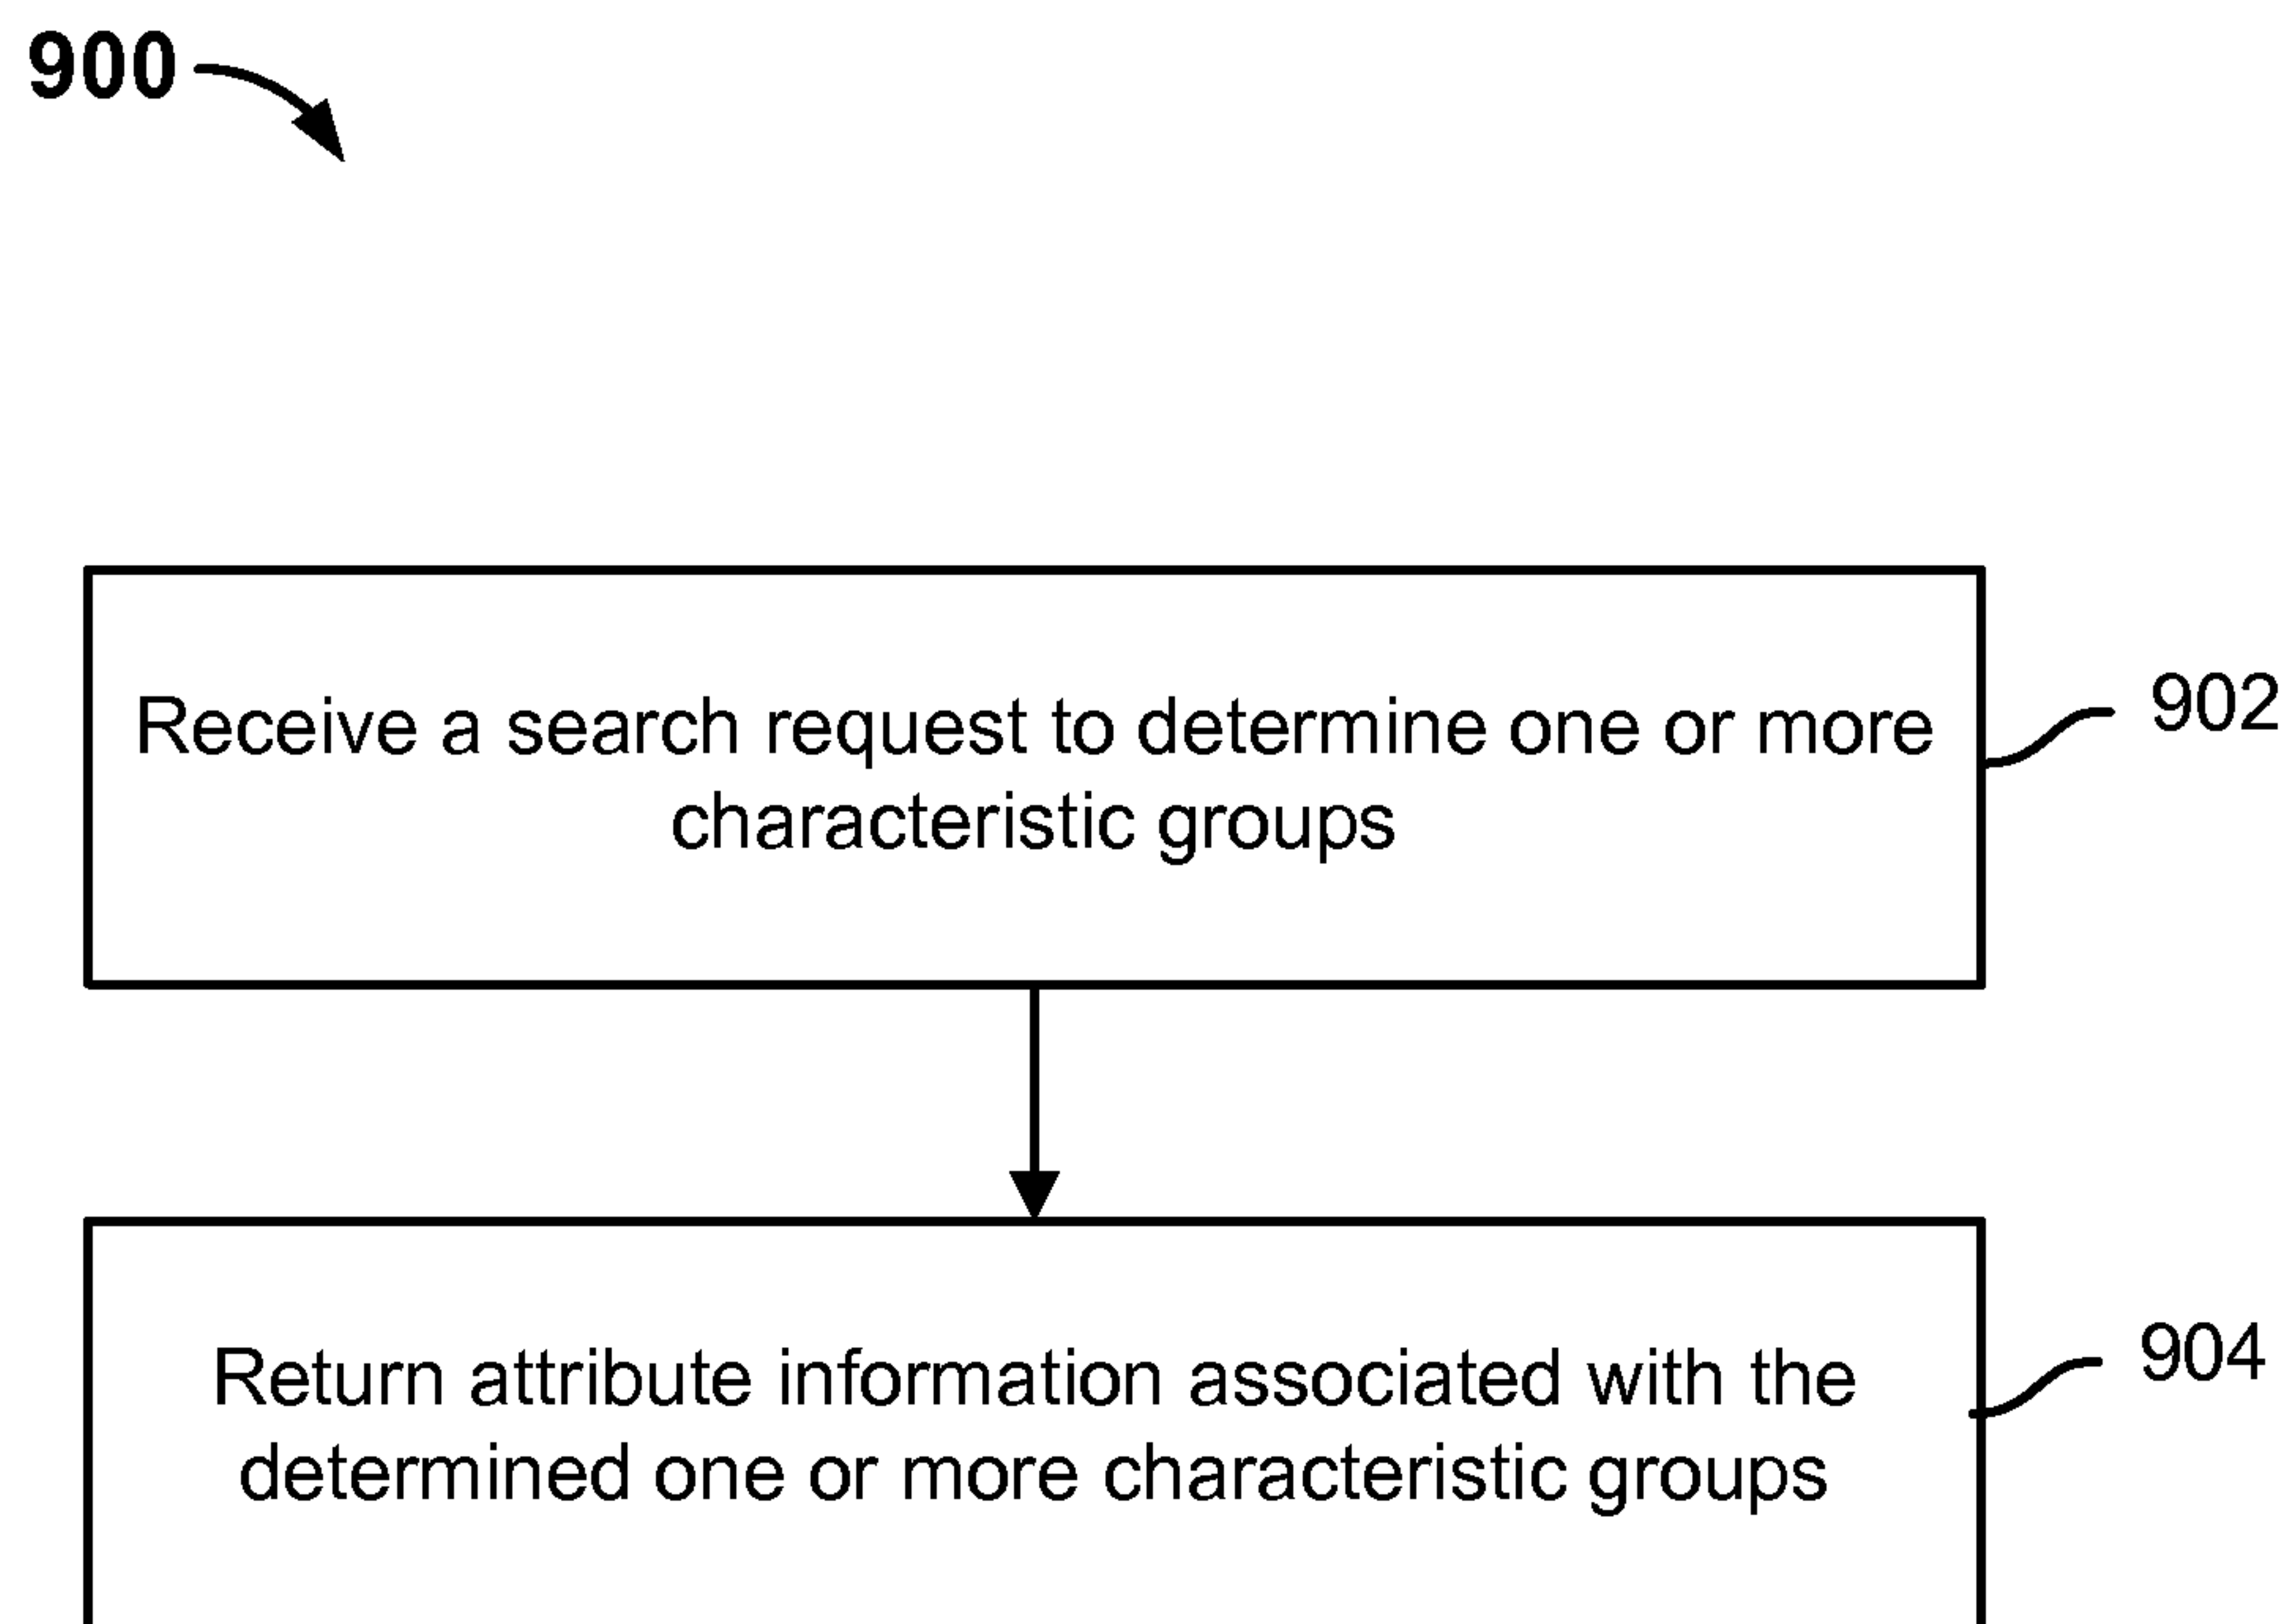 900
Receive a search request to determine one or more
characteristic groups
902
Return attribute information associated with the
determined one or more characteristic groups
904